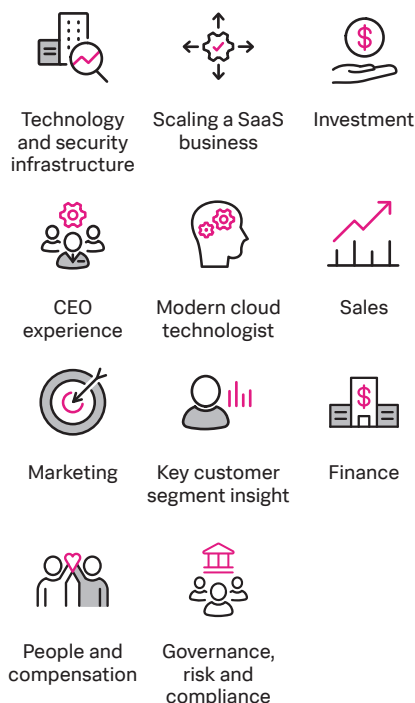 Technology
and security
infrastructure
Scaling a SaaS
business
Investment
CEO
experience
Modern cloud
technologist
Sales
Marketing
Key customer
segment insight
Finance
People and
compensation
Governance,
risk and
compliance